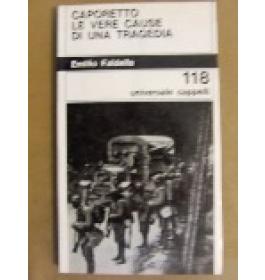 CAPORETTO
LE VERE CAUSE
DI UNA TRAGEDIA
Emilio Faldella
118
universale cappelli